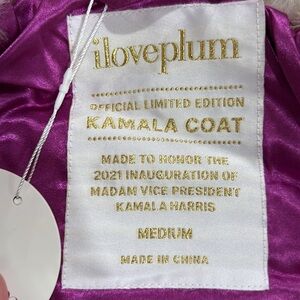 iloveplum
OFFICIAL LIMITED EDITION
KAMALA COAT
MADE TO HONOR THE
2021 INAUGURATION OF
MADAM VICE PRESIDENT
KAMALA HARRIS
MEDIUM
MADE IN CHINA